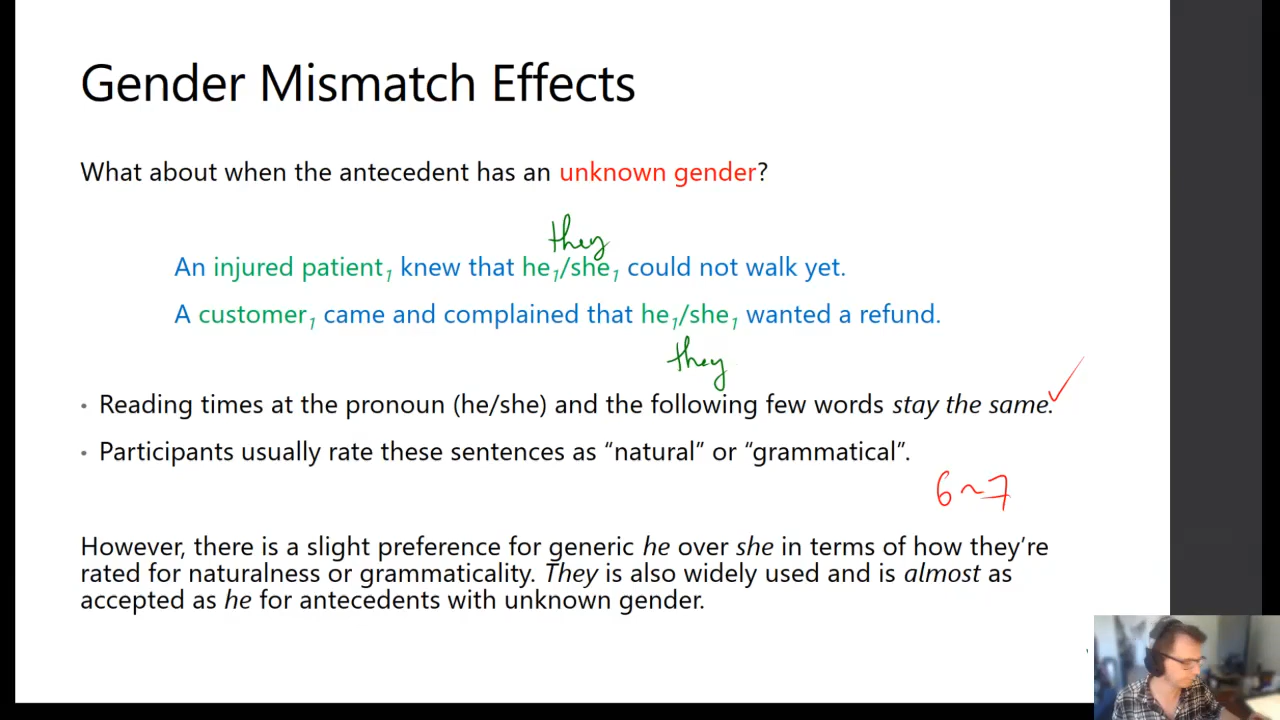 Gender Mismatch Effects
What about when the antecedent has an unknown gender?
they
An injured patient₁ knew that he₁/she₁ could not walk yet.
A customer₁ came and complained that he₁/she₁ wanted a refund.
they
• Reading times at the pronoun (he/she) and the following few words stay the same.
• Participants usually rate these sentences as “natural” or “grammatical”.
6~7
However, there is a slight preference for generic he over she in terms of how they’re
rated for naturalness or grammaticality. They is also widely used and is almost as
accepted as he for antecedents with unknown gender.